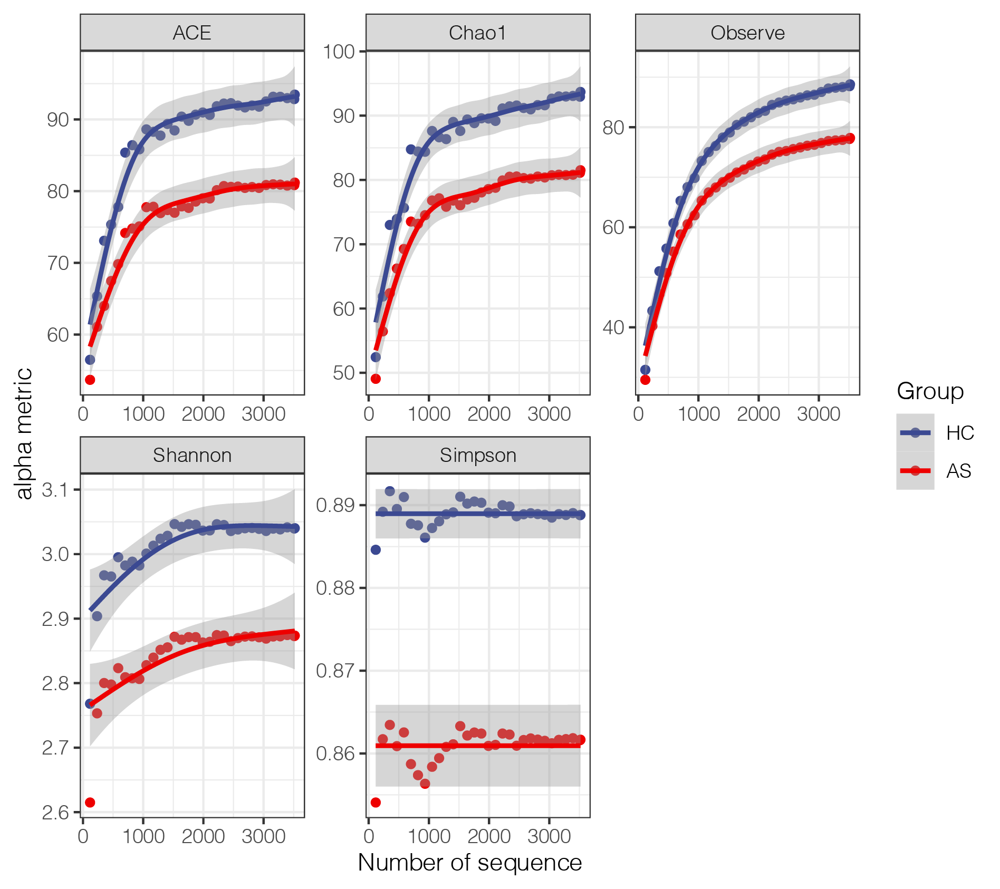 ACE
Chao1
Observe
90
80
70
60
0 1000 2000 3000
100
90
80
70
60
50
0 1000 2000 3000
80
60
40
0 1000 2000 3000
alpha metric
Shannon
Simpson
3.1
3.0
2.9
2.8
2.7
2.6
0 1000 2000 3000
0.89
0.88
0.87
0.86
0 1000 2000 3000
Number of sequence
Group
HC
AS